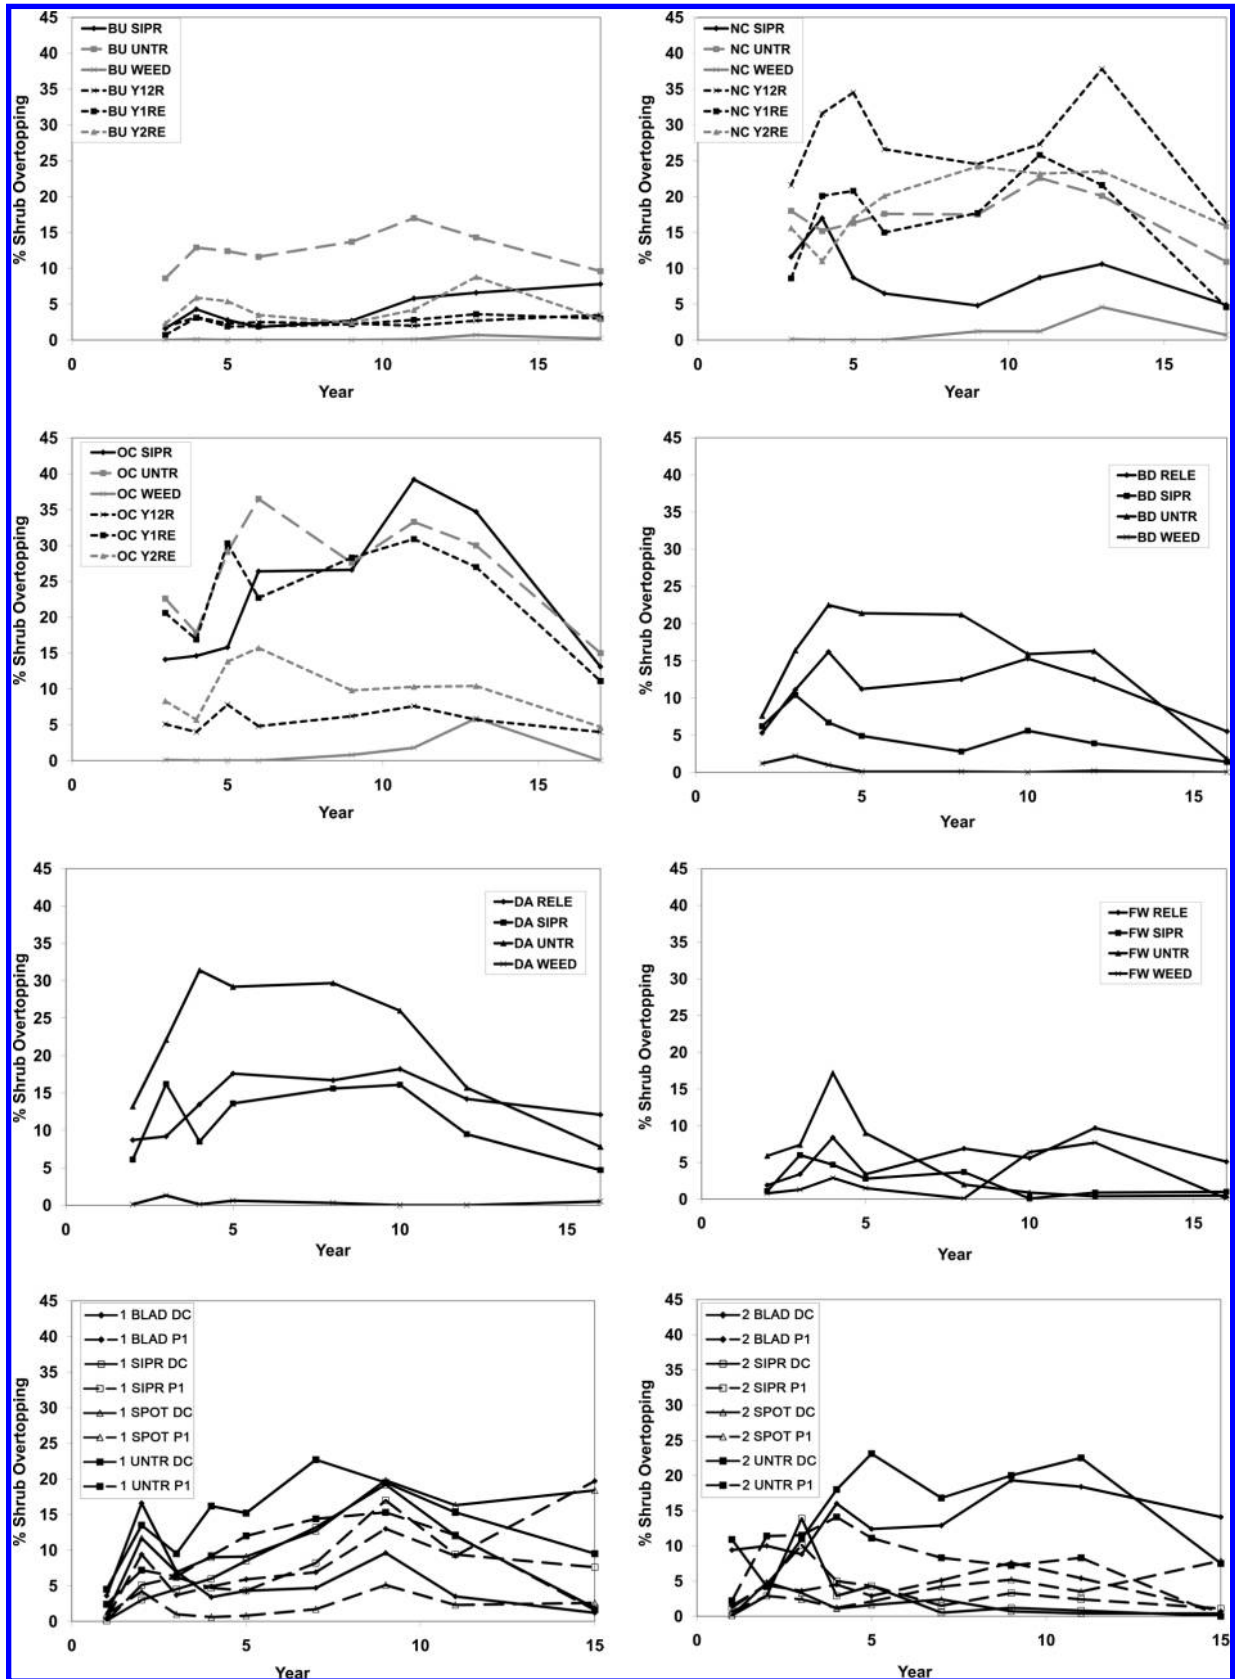 45
40
35
30
25
20
15
10
5
0
% Shrub Overtopping
BU SIPR
BU UNTR
BU WEED
BU Y12R
BU Y1RE
BU Y2RE
0 5 10 15
Year
45
40
35
30
25
20
15
10
5
0
% Shrub Overtopping
NC SIPR
NC UNTR
NC WEED
NC Y12R
NC Y1RE
NC Y2RE
0 5 10 15
Year
45
40
35
30
25
20
15
10
5
0
% Shrub Overtopping
OC SIPR
OC UNTR
OC WEED
OC Y12R
OC Y1RE
OC Y2RE
0 5 10 15
Year
45
40
35
30
25
20
15
10
5
0
% Shrub Overtopping
BD RELE
BD SIPR
BD UNTR
BD WEED
0 5 10 15
Year
45
40
35
30
25
20
15
10
5
0
% Shrub Overtopping
DA RELE
DA SIPR
DA UNTR
DA WEED
0 5 10 15
Year
45
40
35
30
25
20
15
10
5
0
% Shrub Overtopping
FW RELE
FW SIPR
FW UNTR
FW WEED
0 5 10 15
Year
45
40
35
30
25
20
15
10
5
0
% Shrub Overtopping
1 BLAD DC
1 BLAD P1
1 SIPR DC
1 SIPR P1
1 SPOT DC
1 SPOT P1
1 UNTR DC
1 UNTR P1
0 5 10 15
Year
45
40
35
30
25
20
15
10
5
0
% Shrub Overtopping
2 BLAD DC
2 BLAD P1
2 SIPR DC
2 SIPR P1
2 SPOT DC
2 SPOT P1
2 UNTR DC
2 UNTR P1
0 5 10 15
Year